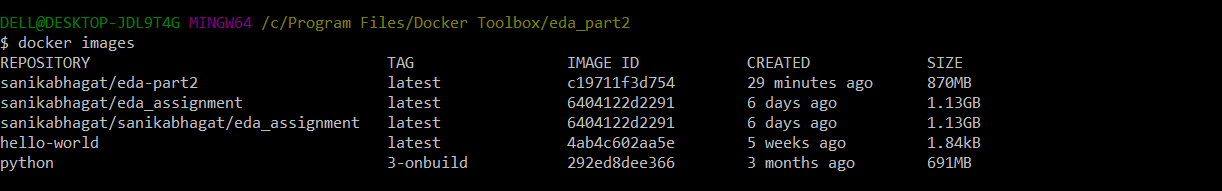 DELL@DESKTOP-JDL9T4G MINGW64 /c/Program Files/Docker Toolbox/eda_part2
$ docker images
REPOSITORY TAG IMAGE ID CREATED SIZE
sanikabhagat/eda-part2 latest c19711f3d754 29 minutes ago 870MB
sanikabhagat/eda_assignment latest 6404122d2291 6 days ago 1.13GB
sanikabhagat/sanikabhagat/eda_assignment latest 6404122d2291 6 days ago 1.13GB
hello-world latest 4ab4c602aa5e 5 weeks ago 1.84kB
python 3-onbuild 292ed8dee366 3 months ago 691MB